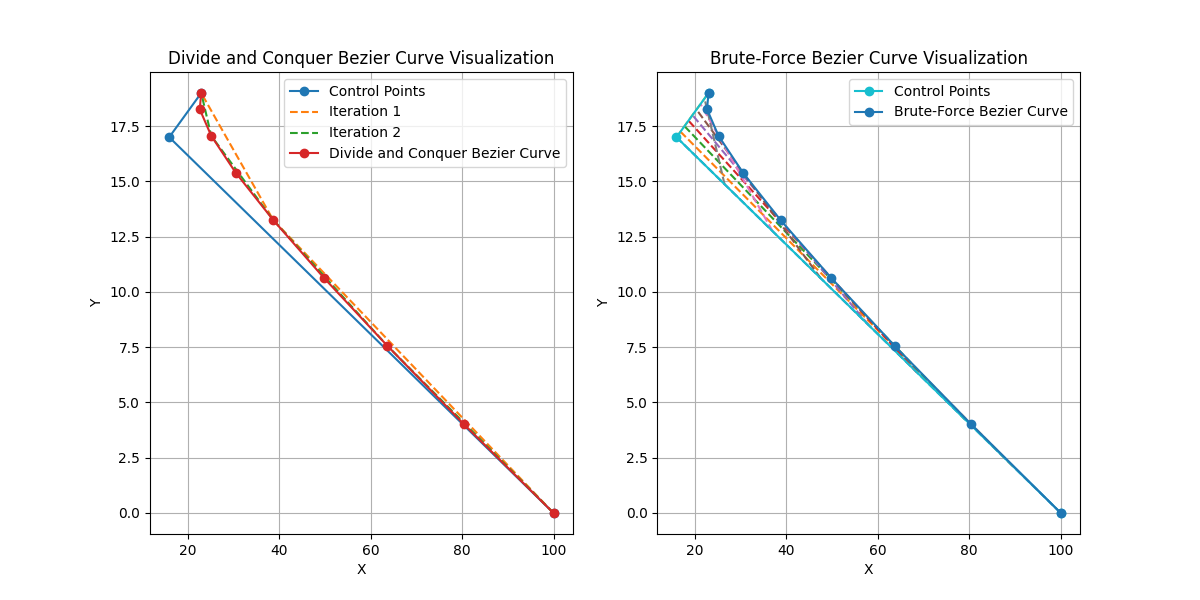 Divide and Conquer Bezier Curve Visualization
Control Points
Iteration 1
Iteration 2
Divide and Conquer Bezier Curve
17.5
15.0
12.5
10.0
7.5
5.0
2.5
0.0
Y
20 40 60 80 100
X
Brute-Force Bezier Curve Visualization
Control Points
Brute-Force Bezier Curve
17.5
15.0
12.5
10.0
7.5
5.0
2.5
0.0
Y
20 40 60 80 100
X